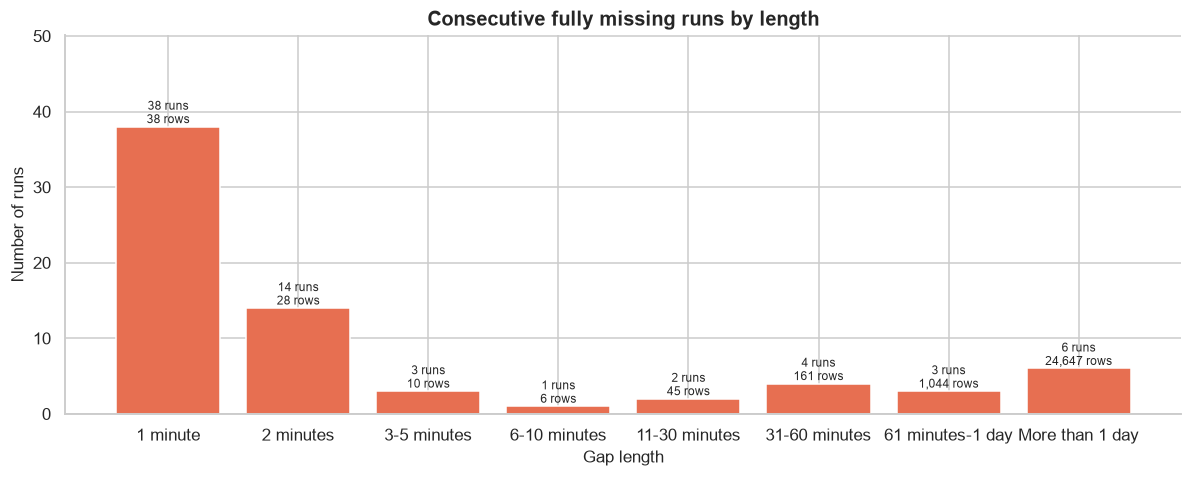 Consecutive fully missing runs by length
Number of runs
50
40
30
20
10
0
38 runs
38 rows
14 runs
28 rows
3 runs
10 rows
1 runs
6 rows
2 runs
45 rows
4 runs
161 rows
3 runs
1,044 rows
6 runs
24,647 rows
1 minute
2 minutes
3-5 minutes
6-10 minutes
11-30 minutes
31-60 minutes
61 minutes-1 day
More than 1 day
Gap length